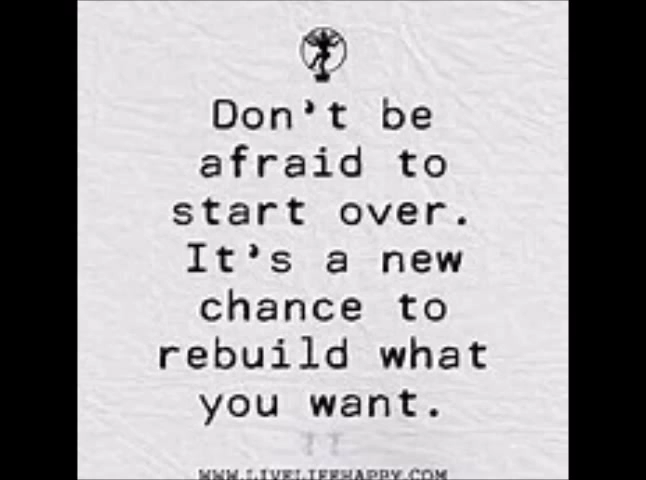 Don't be
afraid to
start over.
It's a new
chance to
rebuild what
you want.
WWW.LIVELIFEHAPPY.COM